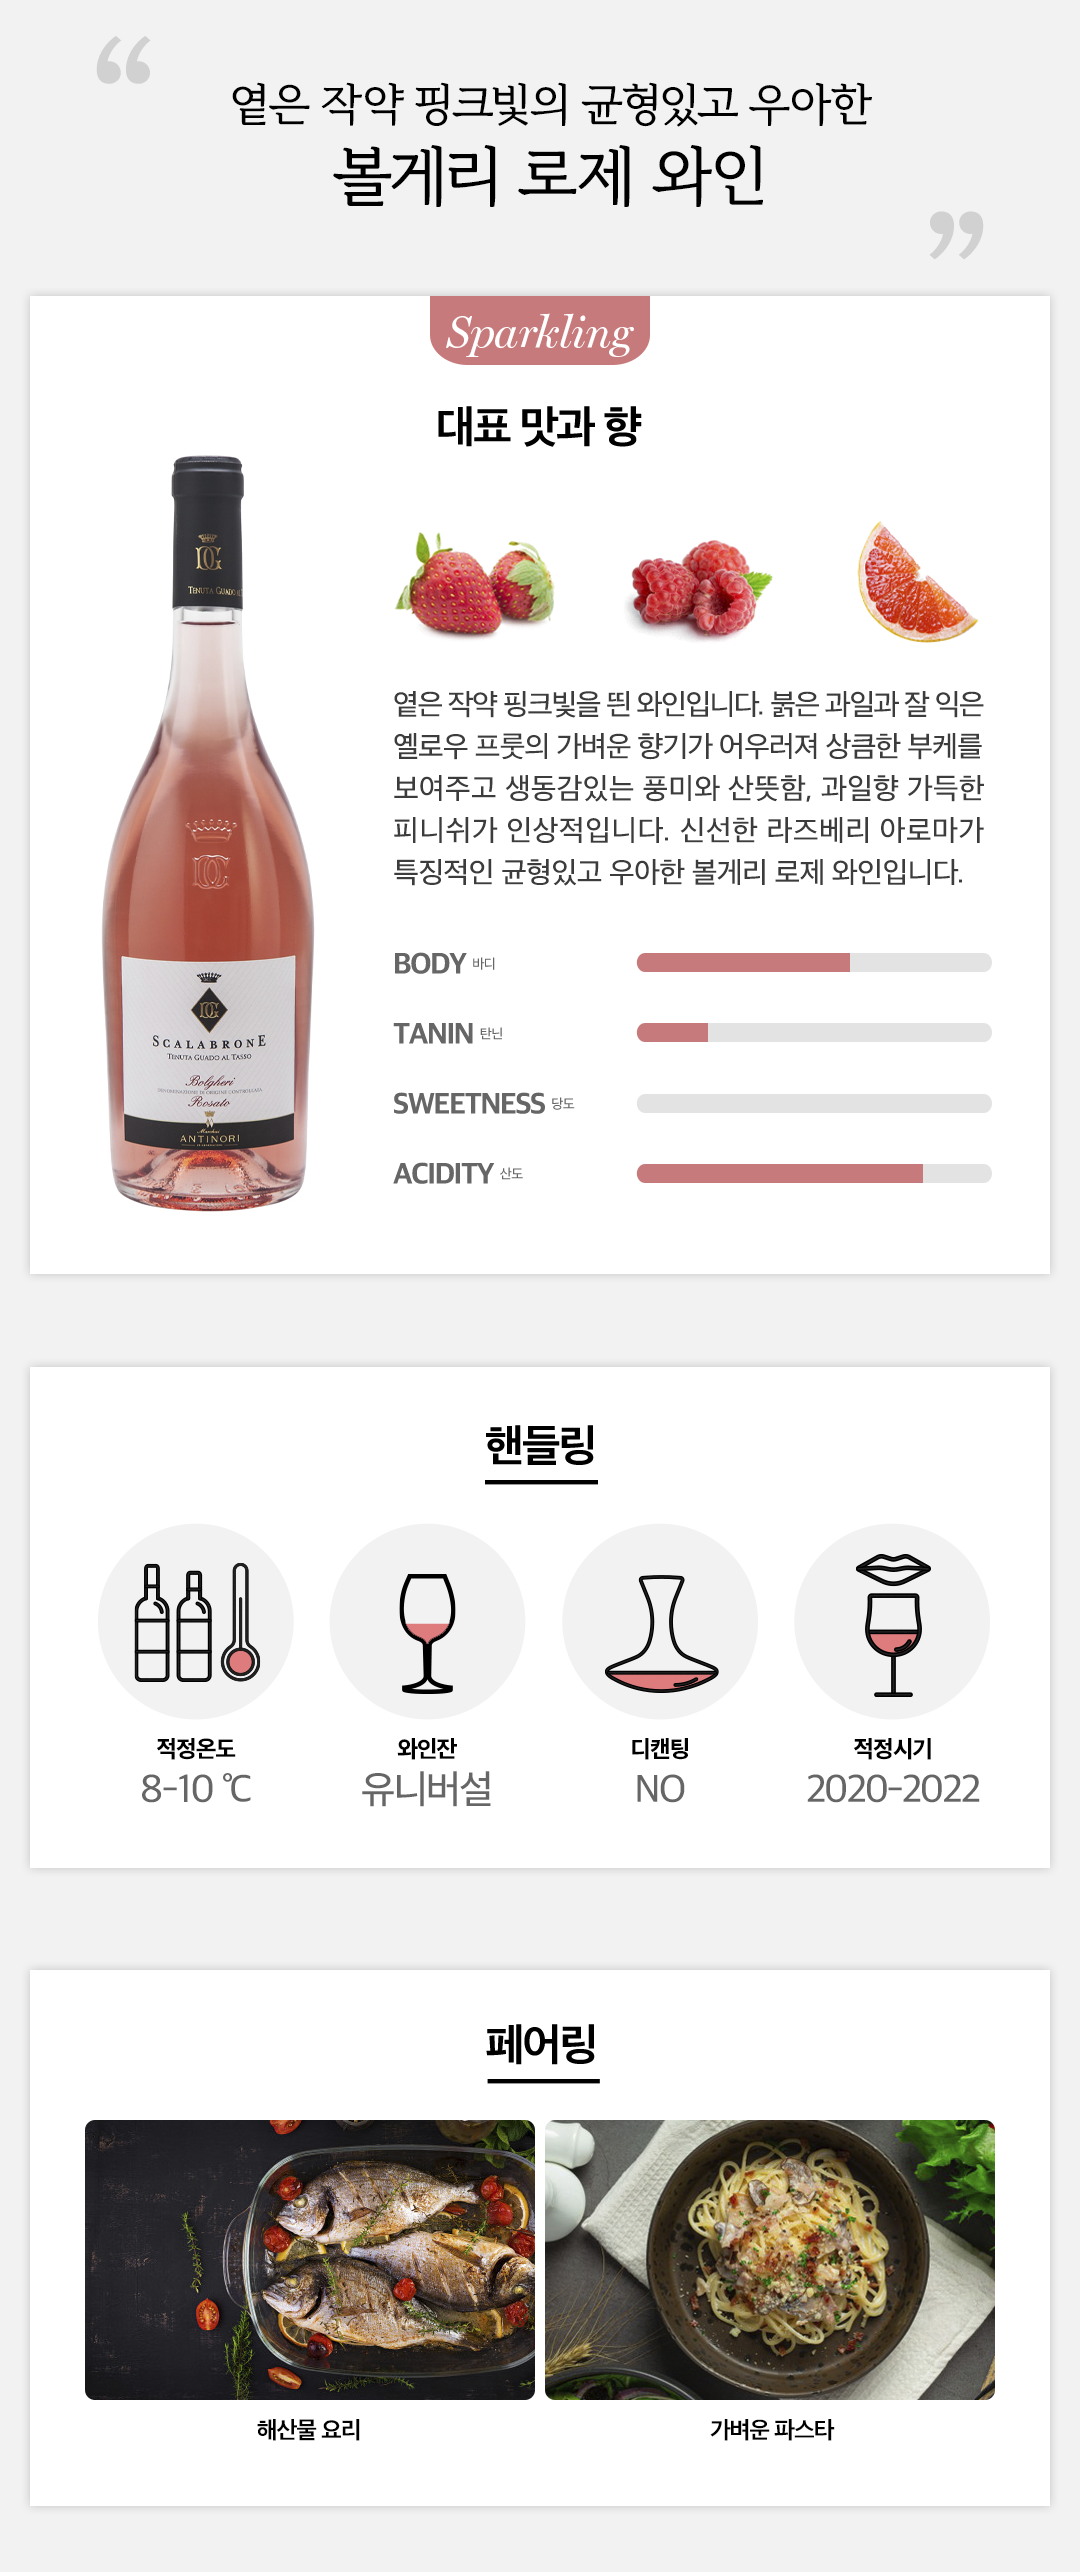 “
옅은 작약 핑크빛의 균형있고 우아한
볼게리 로제 와인
”
Sparkling
대표 맛과 향
DG
TENUTA GUADO AL
DG
DG
SCALABRONE
TENUTA GUADO AL TASSO
Bolgheri
DENOMINAZIONE DI ORIGINE CONTROLLATA
Rosato
Marchesi
ANTINORI
옅은 작약 핑크빛을 띈 와인입니다. 붉은 과일과 잘 익은
옐로우 프룻의 가벼운 향기가 어우러져 상큼한 부케를
보여주고 생동감있는 풍미와 산뜻함, 과일향 가득한
피니쉬가 인상적입니다. 신선한 라즈베리 아로마가
특징적인 균형있고 우아한 볼게리 로제 와인입니다.
BODY 바디
TANIN 탄닌
SWEETNESS 당도
ACIDITY 산도
핸들링
적정온도
8-10 ℃
와인잔
유니버설
디캔팅
NO
적정시기
2020-2022
페어링
해산물 요리
가벼운 파스타